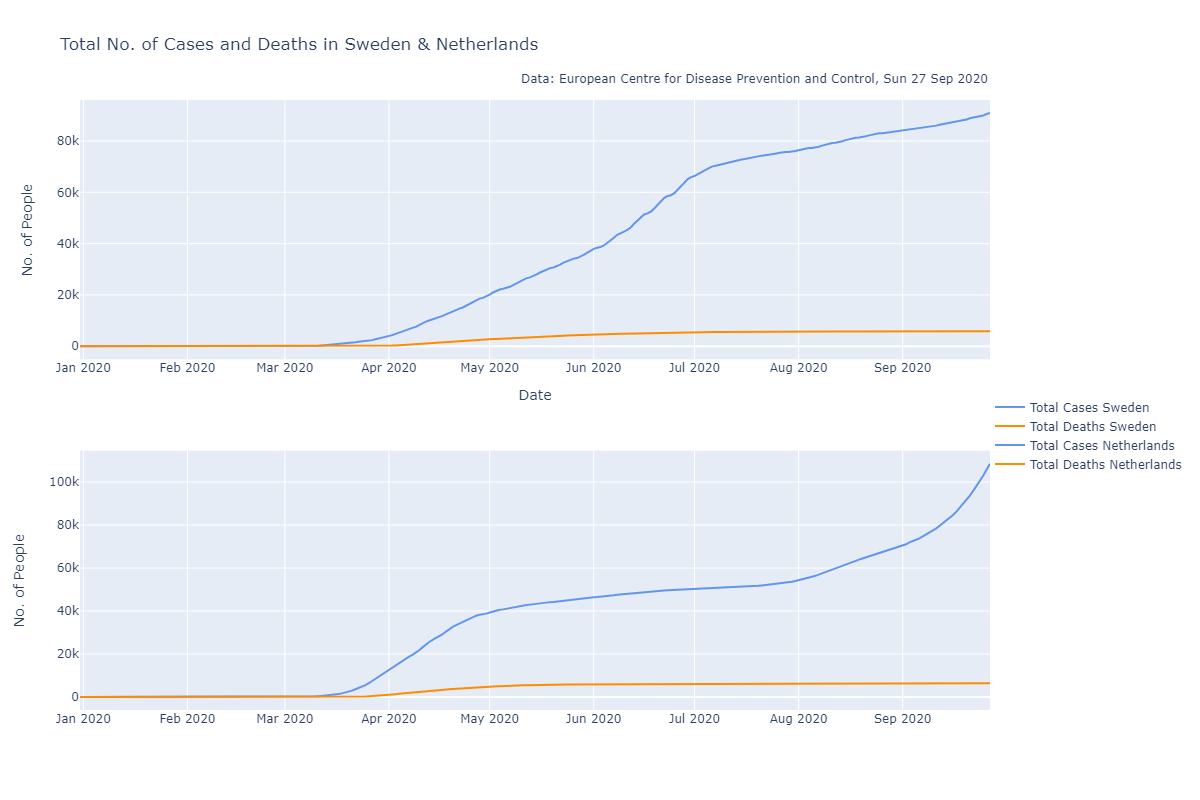 Total No. of Cases and Deaths in Sweden & Netherlands
Data: European Centre for Disease Prevention and Control, Sun 27 Sep 2020
No. of People
80k
60k
40k
20k
0
Jan 2020 Feb 2020 Mar 2020 Apr 2020 May 2020 Jun 2020 Jul 2020 Aug 2020 Sep 2020
Date
Total Cases Sweden
Total Deaths Sweden
Total Cases Netherlands
Total Deaths Netherlands
No. of People
100k
80k
60k
40k
20k
0
Jan 2020 Feb 2020 Mar 2020 Apr 2020 May 2020 Jun 2020 Jul 2020 Aug 2020 Sep 2020